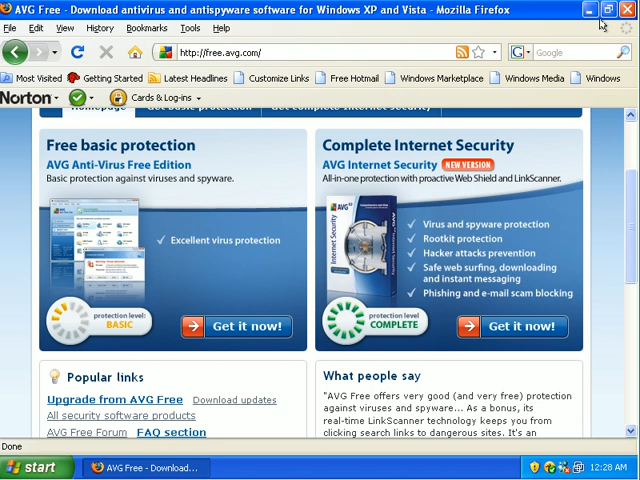 AVG Free - Download antivirus and antispyware software for Windows XP and Vista - Mozilla Firefox
File Edit View History Bookmarks Tools Help
http://free.avg.com/
G Google
Most Visited Getting Started Latest Headlines Customize Links Free Hotmail Windows Marketplace Windows Media Windows
Norton Cards & Log-ins
Homepage Get basic protection Get complete Internet Security
Free basic protection
AVG Anti-Virus Free Edition
Basic protection against viruses and spyware.
Excellent virus protection
protection level:
BASIC
Get it now!
Complete Internet Security
AVG Internet Security NEW VERSION
All-in-one protection with proactive Web Shield and LinkScanner.
Internet Security
AVG
Virus and spyware protection
Rootkit protection
Hacker attacks prevention
Safe web surfing, downloading
and instant messaging
Phishing and e-mail scam blocking
protection level
COMPLETE
Get it now!
Popular links
Upgrade from AVG Free Download updates
All security software products
AVG Free Forum FAQ section
What people say
"AVG Free offers very good (and very free) protection
against viruses and spyware... As a bonus, its
real-time LinkScanner technology keeps you from
clicking search links to dangerous sites. It's an
Done
start
AVG Free - Download...
12:28 AM